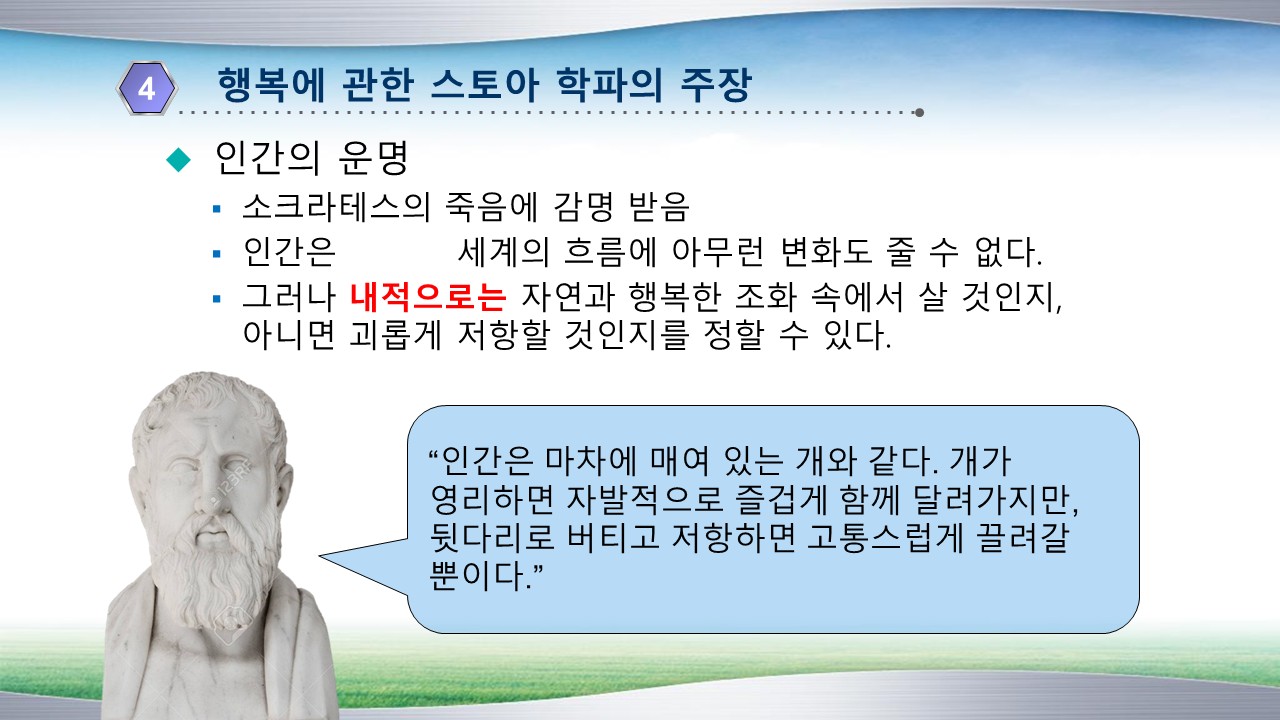 4 행복에 관한 스토아 학파의 주장
인간의 운명
소크라테스의 죽음에 감명 받음
인간은 세계의 흐름에 아무런 변화도 줄 수 없다.
그러나 내적으로는 자연과 행복한 조화 속에서 살 것인지,
아니면 괴롭게 저항할 것인지를 정할 수 있다.
“인간은 마차에 매여 있는 개와 같다. 개가
영리하면 자발적으로 즐겁게 함께 달려가지만,
뒷다리로 버티고 저항하면 고통스럽게 끌려갈
뿐이다.”
123RF